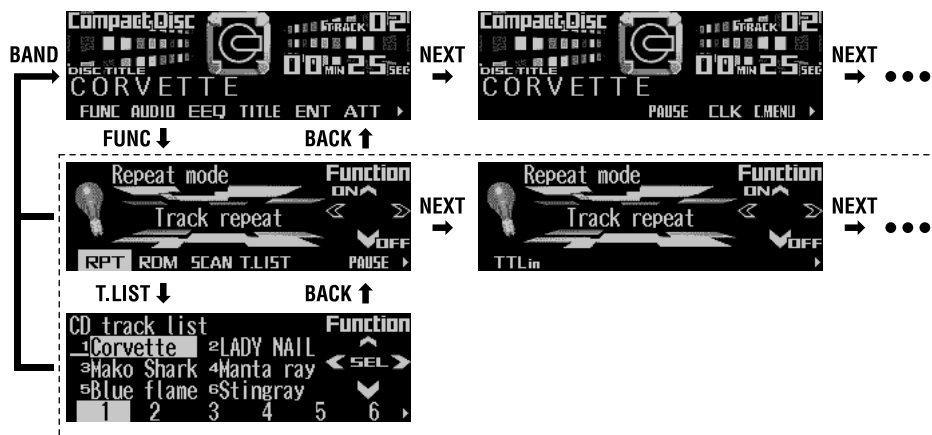 CompactDisc
TRACK 02
00 MIN 25 SEC
DISC TITLE
CORVETTE
FUNC AUDIO EEQ TITLE ENT ATT
CompactDisc
TRACK 02
00 MIN 25 SEC
DISC TITLE
CORVETTE
PAUSE CLK C.MENU
BAND
NEXT
NEXT
FUNC
BACK
Repeat mode
Function
ON
Track repeat
OFF
RPT RDM SCAN T.LIST PAUSE
Repeat mode
Function
ON
Track repeat
OFF
TTLin
NEXT
NEXT
T.LIST
BACK
CD track list
Function
1Corvette 2LADY NAIL
SEL
3Mako Shark 4Manta ray
5Blue flame 6Stingray
1 2 3 4 5 6